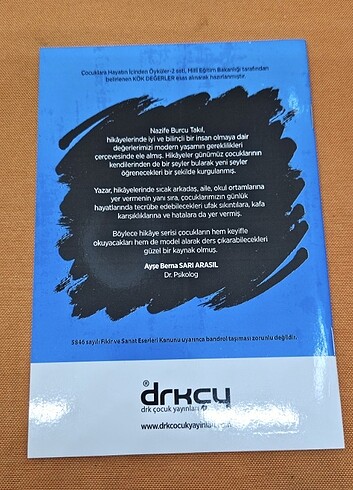 Çocuklara Hayatın İçinden Öyküler-2 seti, Millî Eğitim Bakanlığı tarafından
belirlenen KÖK DEĞERLER esas alınarak hazırlanmıştır.
Nazife Burcu Takıl,
hikâyelerinde iyi ve bilinçli bir insan olmaya dair
değerlerimizi modern yaşamın gereklilikleri
çerçevesinde ele almış. Hikâyeler günümüz çocuklarının
kendilerinden de bir şeyler bularak yeni şeyler
öğrenecekleri bir şekilde kurgulanmış.
Yazar, hikâyelerinde sıcak arkadaş, aile, okul ortamlarına
yer vermenin yanı sıra, çocuklarımızın günlük
hayatlarında tecrübe edebilecekleri ufak sıkıntılara, kafa
karışıklıklarına ve hatalara da yer vermiş.
Böylece hikâye serisi çocukların hem keyifle
okuyacakları hem de model alarak ders çıkarabilecekleri
güzel bir kaynak olmuş.
Ayşe Berna SARI ARASIL
Dr. Psikolog
5846 sayılı Fikir ve Sanat Eserleri Kanunu uyarınca bandrol taşıması zorunlu değildir.
® drkcy
drk çocuk yayınları
www.drkcocukyayinlari.com